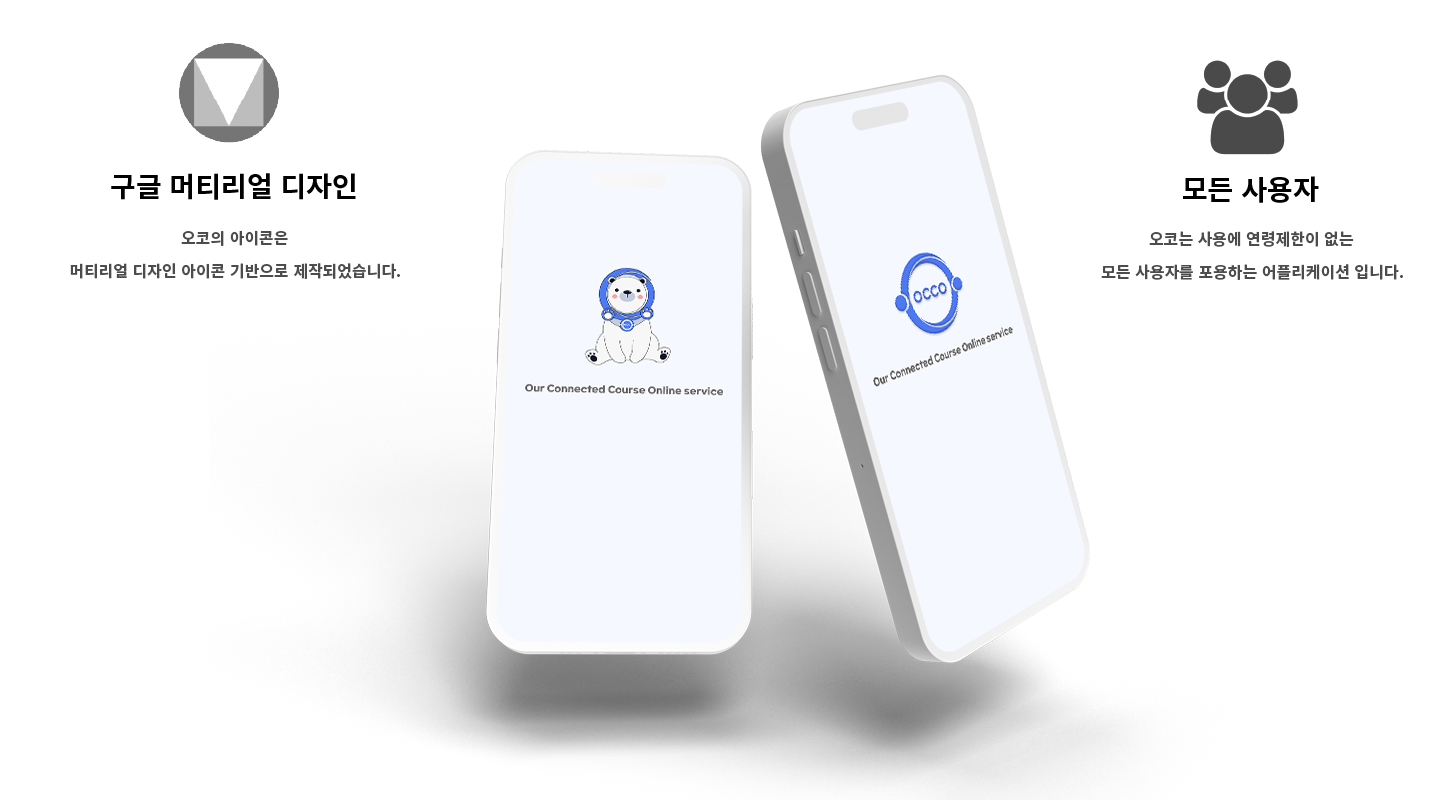 구글 머티리얼 디자인
오코의 아이콘은
머티리얼 디자인 아이콘 기반으로 제작되었습니다.
Our Connected Course Online service
OCCO
Our Connected Course Online service
모든 사용자
오코는 사용에 연령제한이 없는
모든 사용자를 포용하는 어플리케이션 입니다.